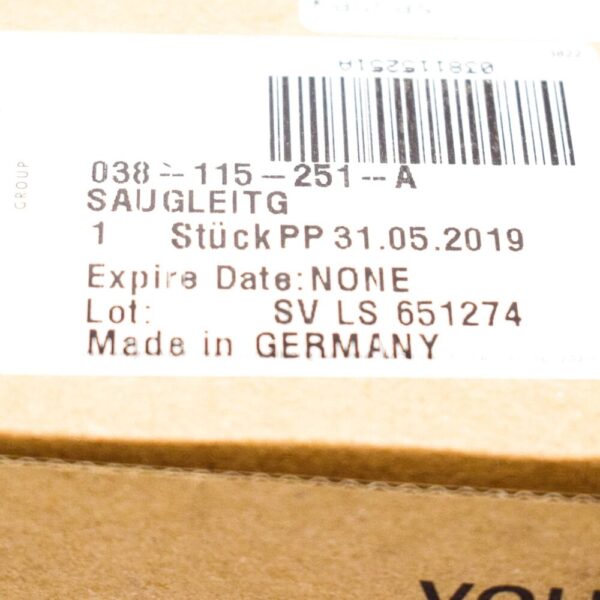 038115251A
038-115-251--A
SAUGLEITG
1 Stück PP 31.05.2019
Expire Date: NONE
Lot: SV LS 651274
Made in GERMANY
GROUP
YOU